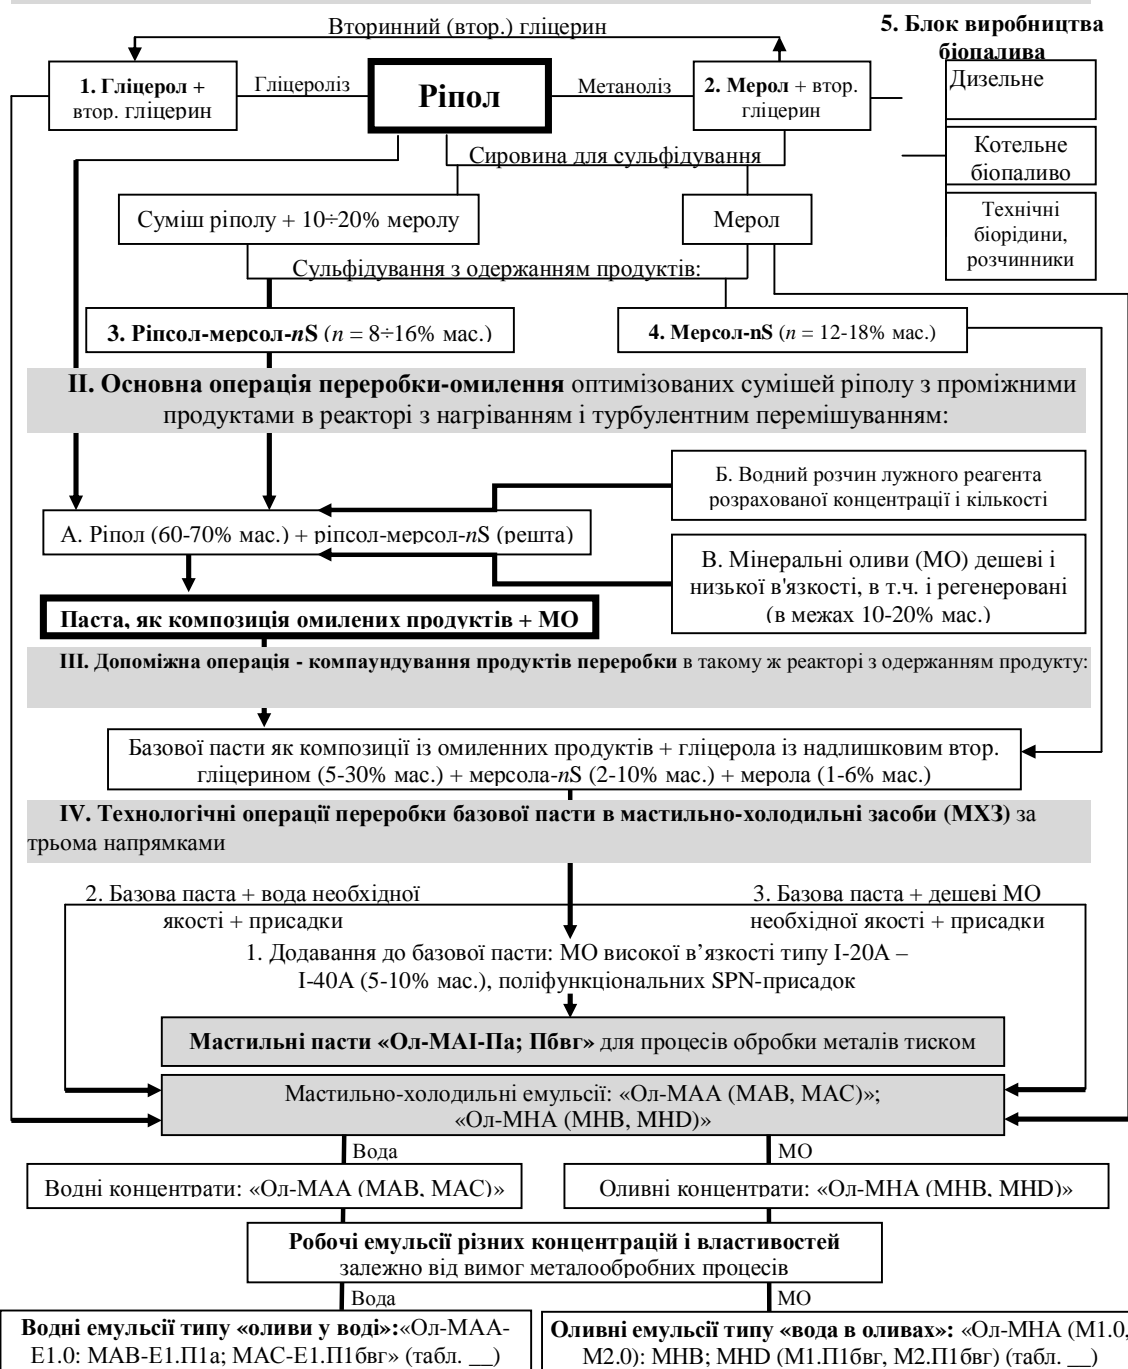 Вторинний (втор.) гліцерин
5. Блок виробництва
біопалива
1. Гліцерол +
втор. гліцерин
Гліцероліз
Ріпол
Метаноліз
2. Мерол + втор.
гліцерин
Дизельне
Котельне
біопаливо
Технічні
біорідини,
розчинники
Сировина для сульфідування
Суміш ріполу + 10÷20% меролу
Мерол
Сульфідування з одержанням продуктів:
3. Ріпсол-мерсол-nS (n = 8÷16% мас.)
4. Мерсол-nS (n = 12-18% мас.)
II. Основна операція переробки-омилення оптимізованих сумішей ріполу з проміжними
продуктами в реакторі з нагріванням і турбулентним перемішуванням:
Б. Водний розчин лужного реагента
розрахованої концентрації і кількості
А. Ріпол (60-70% мас.) + ріпсол-мерсол-nS (решта)
В. Мінеральні оливи (МО) дешеві і
низької в'язкості, в т.ч. і регенеровані
(в межах 10-20% мас.)
Паста, як композиція омилених продуктів + МО
III. Допоміжна операція - компаундування продуктів переробки в такому ж реакторі з одержанням продукту:
Базової пасти як композиції із омиленних продуктів + гліцерола із надлишковим втор.
гліцерином (5-30% мас.) + мерсола-nS (2-10% мас.) + мерола (1-6% мас.)
IV. Технологічні операції переробки базової пасти в мастильно-холодильні засоби (МХЗ) за
трьома напрямками
2. Базова паста + вода необхідної
якості + присадки
3. Базова паста + дешеві МО
необхідної якості + присадки
1. Додавання до базової пасти: МО високої в’язкості типу І-20А –
І-40А (5-10% мас.), поліфункціональних SPN-присадок
Мастильні пасти «Ол-МАІ-Па; Пбвг» для процесів обробки металів тиском
Мастильно-холодильні емульсії: «Ол-МАА (МАВ, МАС)»;
«Ол-МНА (МНВ, MHD)»
Вода
МО
Водні концентрати: «Ол-МАА (МАВ, МАС)»
Оливні концентрати: «Ол-МНА (МНВ, MHD)»
Робочі емульсії різних концентрацій і властивостей
залежно від вимог металообробних процесів
Вода
МО
Водні емульсії типу «оливи у воді»:«Ол-МАА-
Е1.0: МАВ-Е1.П1а; МАС-Е1.П1бвг» (табл. __)
Оливні емульсії типу «вода в оливах»: «Ол-МНА (М1.0,
М2.0): МНВ; MHD (М1.П1бвг, М2.П1бвг) (табл. __)